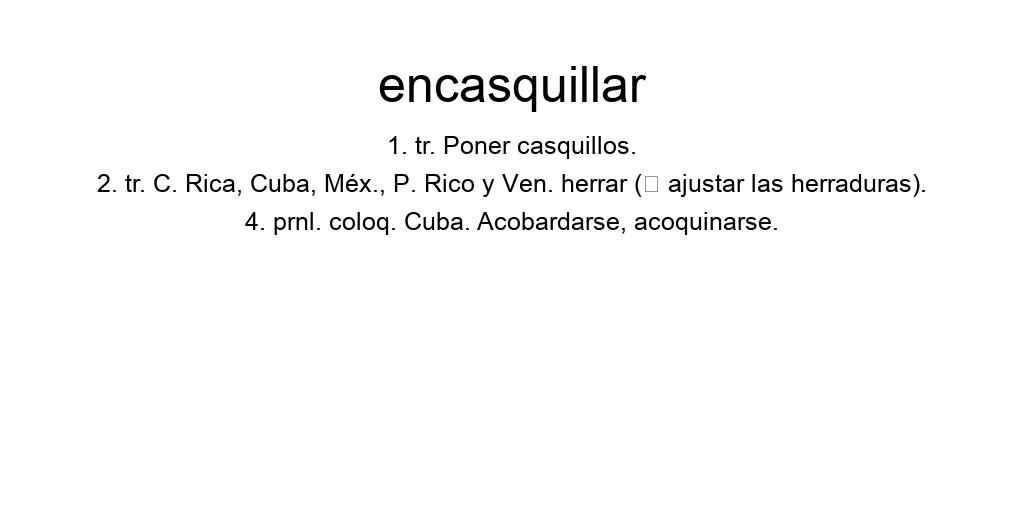 encasquillar
1. tr. Poner casquillos.
2. tr. C. Rica, Cuba, Méx., P. Rico y Ven. herrar (▯ ajustar las herraduras).
4. prnl. coloq. Cuba. Acobardarse, acoquinarse.